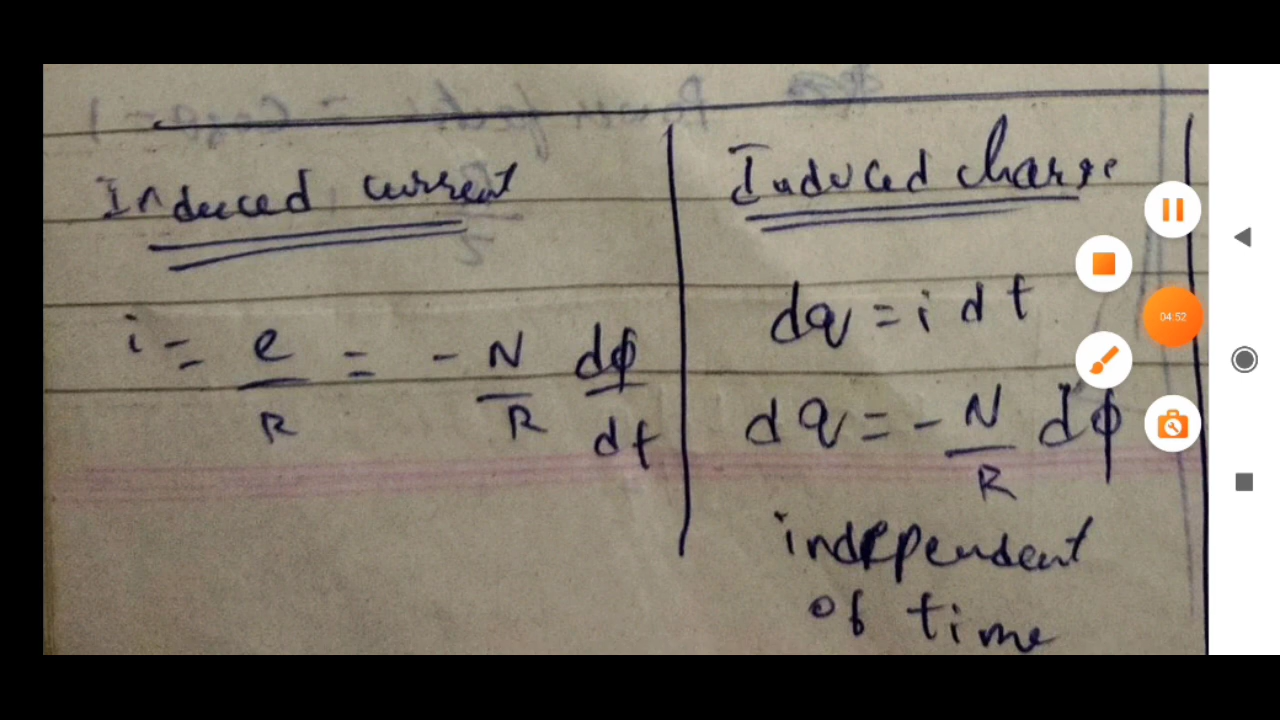 Induced current
i = e/R = - N/R dφ/dt
Induced charge
dq = i dt
dq = - N/R dφ
independent
of time
04:52